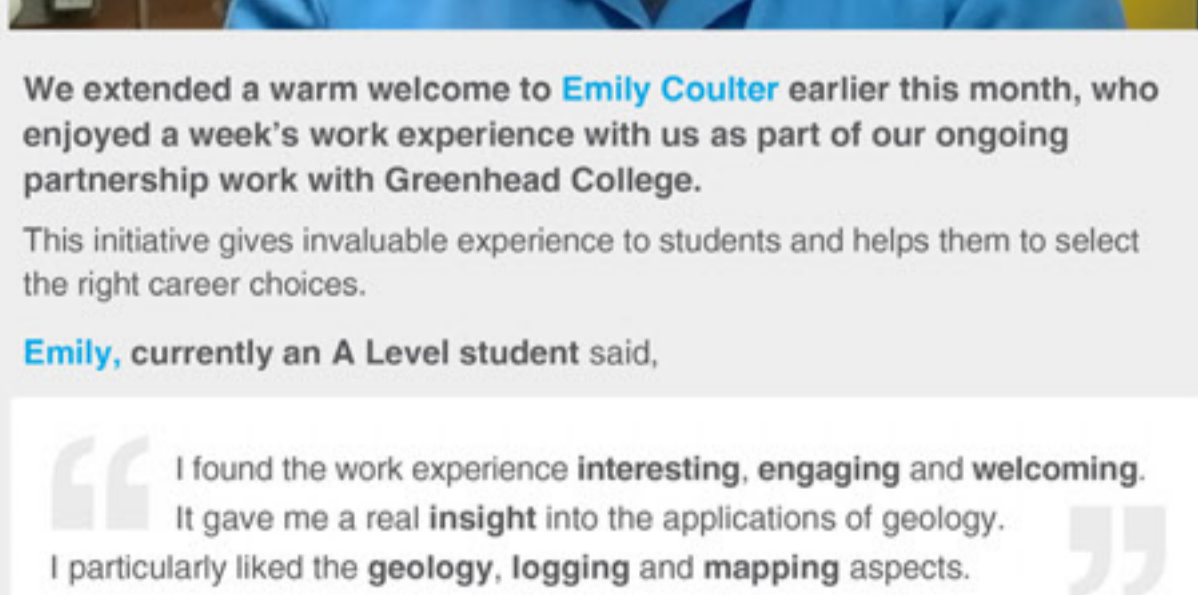 We extended a warm welcome to Emily Coulter earlier this month, who
enjoyed a week's work experience with us as part of our ongoing
partnership work with Greenhead College.
This initiative gives invaluable experience to students and helps them to select
the right career choices.
Emily, currently an A Level student said,
“ I found the work experience interesting, engaging and welcoming.
It gave me a real insight into the applications of geology.
I particularly liked the geology, logging and mapping aspects. ”